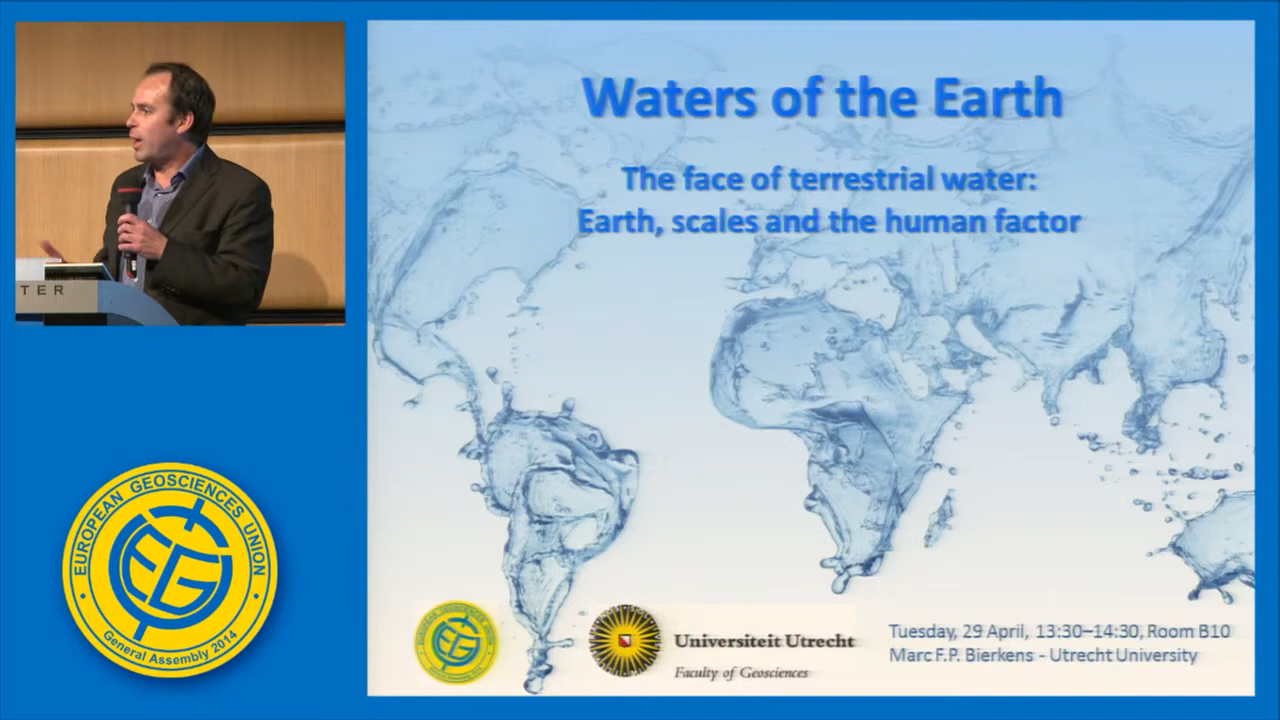 Waters of the Earth
The face of terrestrial water:
Earth, scales and the human factor
TER
EUROPEAN GEOSCIENCES UNION
General Assembly 2014
Universiteit Utrecht
Faculty of Geosciences
Tuesday, 29 April, 13:30–14:30, Room B10
Marc F.P. Bierkens - Utrecht University